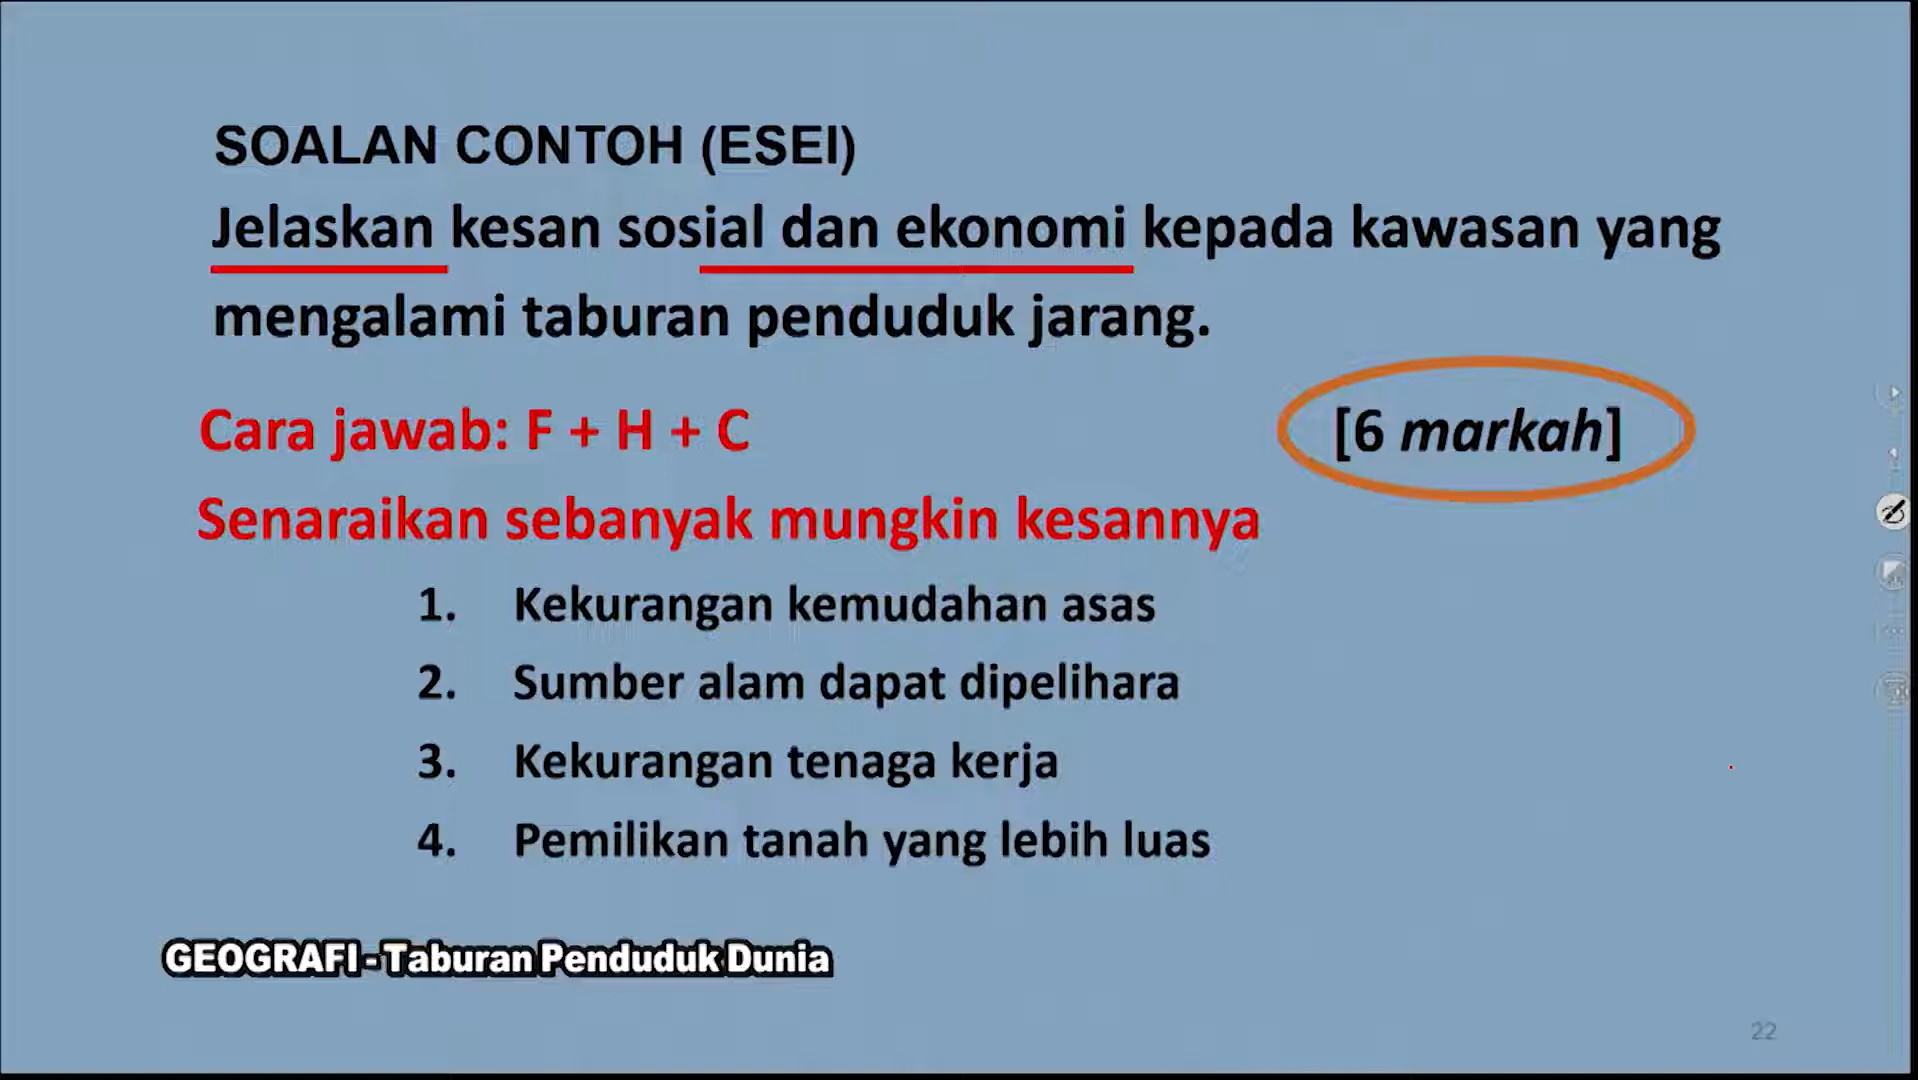 SOALAN CONTOH (ESEI)
Jelaskan kesan sosial dan ekonomi kepada kawasan yang
mengalami taburan penduduk jarang.
Cara jawab: F + H + C
[6 markah]
Senaraikan sebanyak mungkin kesannya
1. Kekurangan kemudahan asas
2. Sumber alam dapat dipelihara
3. Kekurangan tenaga kerja
4. Pemilikan tanah yang lebih luas
GEOGRAFI - Taburan Penduduk Dunia
22